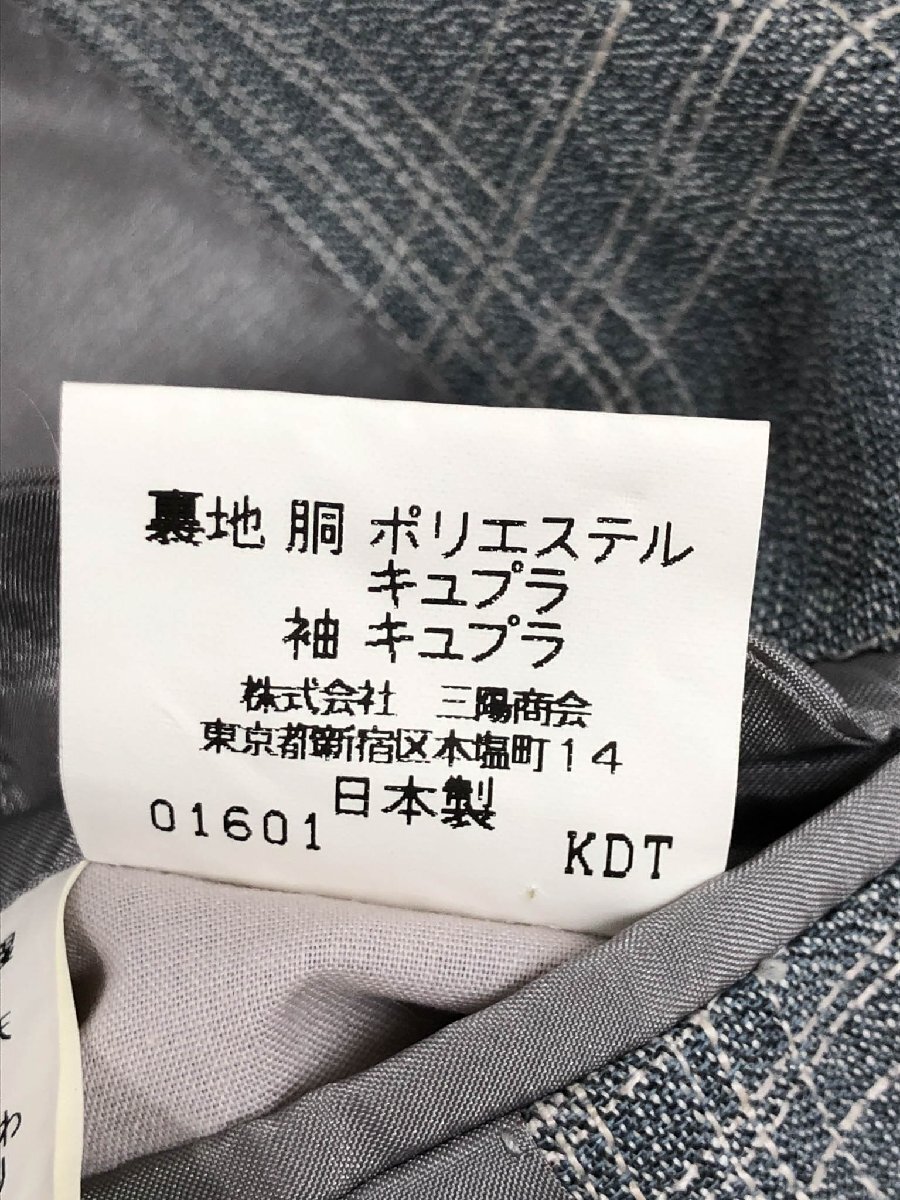 裏地 胴 ポリエステル
キュプラ
袖 キュプラ
株式会社 三陽商会
東京都新宿区本塩町14
日本製
01601 KDT
わ